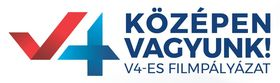 V4
KÖZÉPEN
VAGYUNK!
V4-ES FILMPÁLYÁZAT